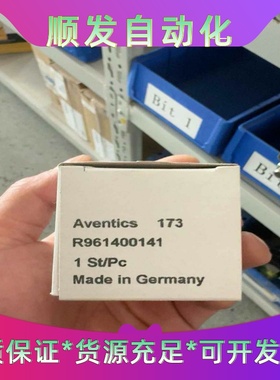 顺发自动化
Bit 1
Aventics 173
R961400141
1 St/Pc
Made in Germany
质保证*货源充足*可开发